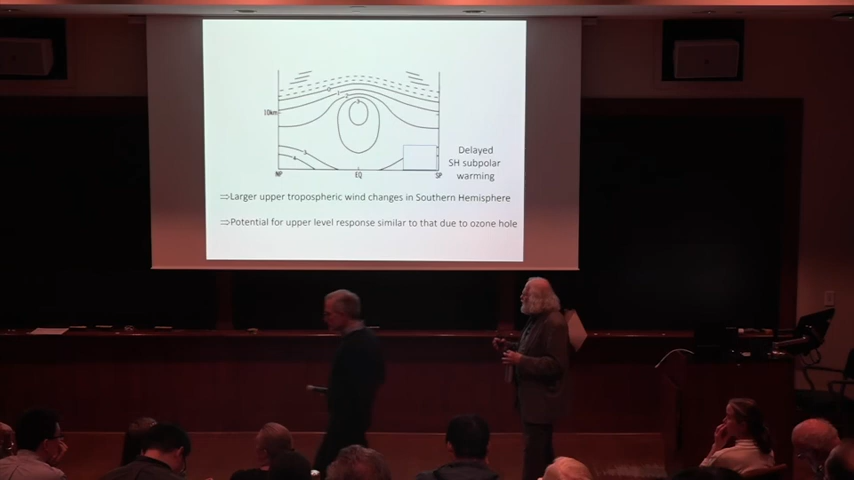 10km
NP
EQ
SP
Delayed
SH subpolar
warming
⇒Larger upper tropospheric wind changes in Southern Hemisphere
⇒Potential for upper level response similar to that due to ozone hole